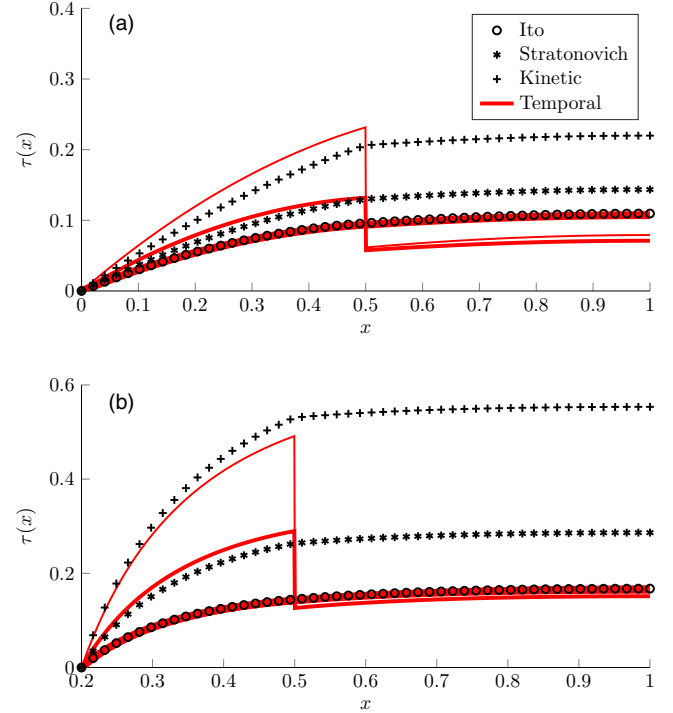 (a)
0.4
0.3
0.2
0.1
0
τ(x)
Ito
Stratonovich
Kinetic
Temporal
0 0.1 0.2 0.3 0.4 0.5 0.6 0.7 0.8 0.9 1
x
(b)
0.6
0.4
0.2
0
τ(x)
0.2 0.3 0.4 0.5 0.6 0.7 0.8 0.9 1
x